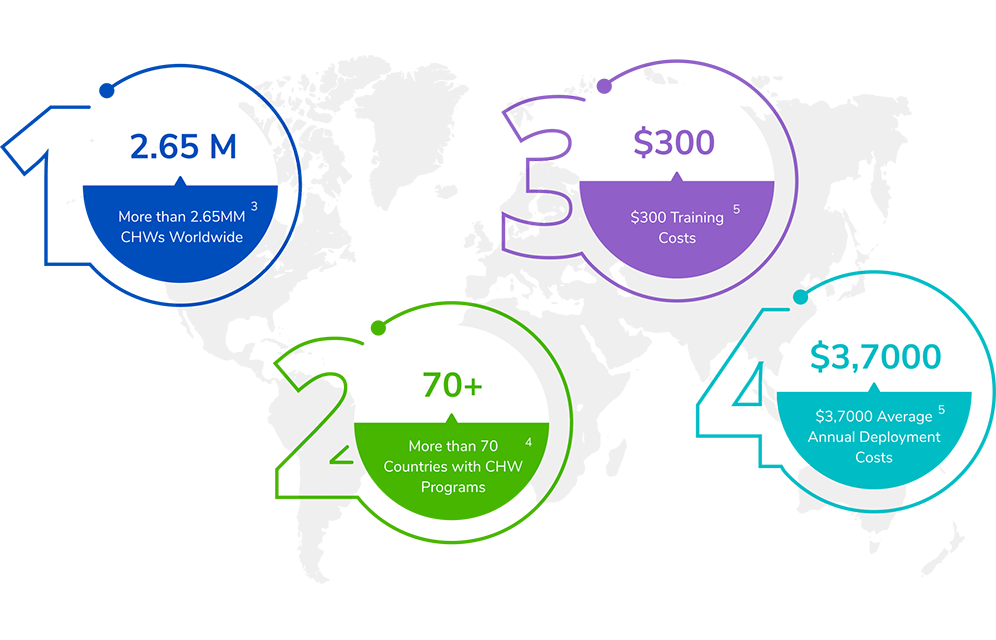 1
2.65 M
More than 2.65MM 3
CHWs Worldwide
2
70+
More than 70 4
Countries with CHW
Programs
3
$300
$300 Training 5
Costs
4
$3,7000
$3,7000 Average 5
Annual Deployment
Costs